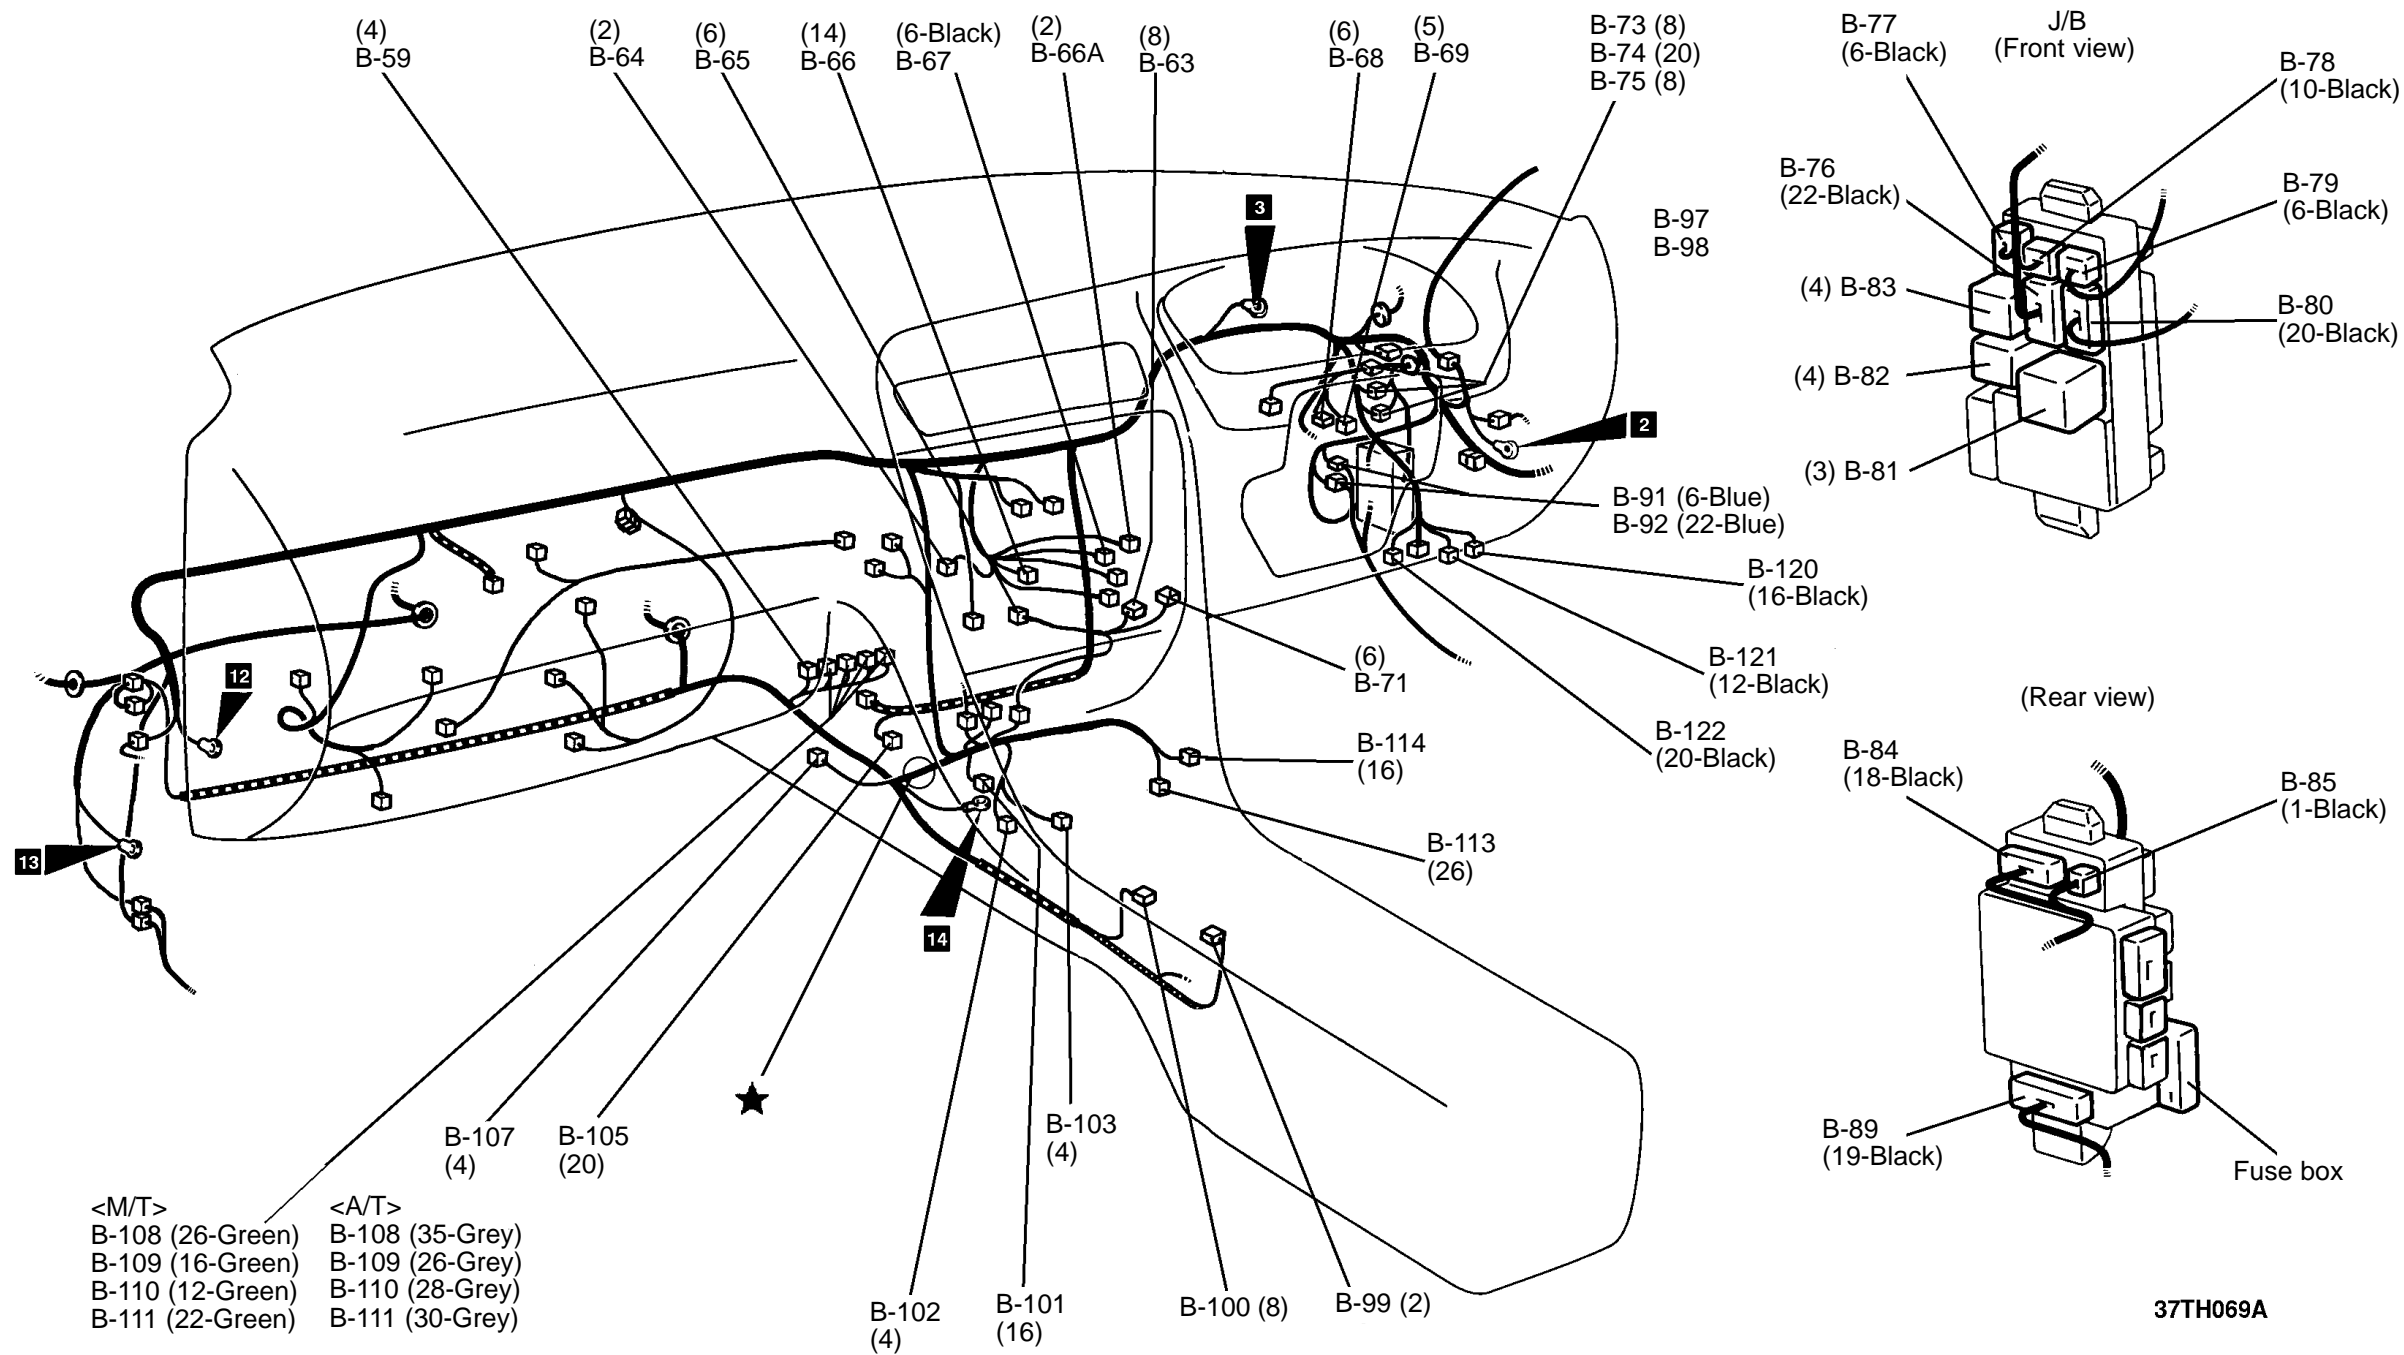 (4)
B-59
(2)
B-64
(6)
B-65
(14)
B-66
(6-Black)
B-67
(2)
B-66A
(8)
B-63
(6)
B-68
(5)
B-69
B-73 (8)
B-74 (20)
B-75 (8)
B-97
B-98
3
2
B-91 (6-Blue)
B-92 (22-Blue)
B-120
(16-Black)
B-121
(12-Black)
B-122
(20-Black)
(6)
B-71
B-114
(16)
B-113
(26)
12
13
14
★
B-107
(4)
B-105
(20)
B-103
(4)
<M/T>
B-108 (26-Green)
B-109 (16-Green)
B-110 (12-Green)
B-111 (22-Green)
<A/T>
B-108 (35-Grey)
B-109 (26-Grey)
B-110 (28-Grey)
B-111 (30-Grey)
B-102
(4)
B-101
(16)
B-100 (8)
B-99 (2)
J/B
(Front view)
B-77
(6-Black)
B-78
(10-Black)
B-76
(22-Black)
B-79
(6-Black)
(4) B-83
B-80
(20-Black)
(4) B-82
(3) B-81
(Rear view)
B-84
(18-Black)
B-85
(1-Black)
B-89
(19-Black)
Fuse box
37TH069A